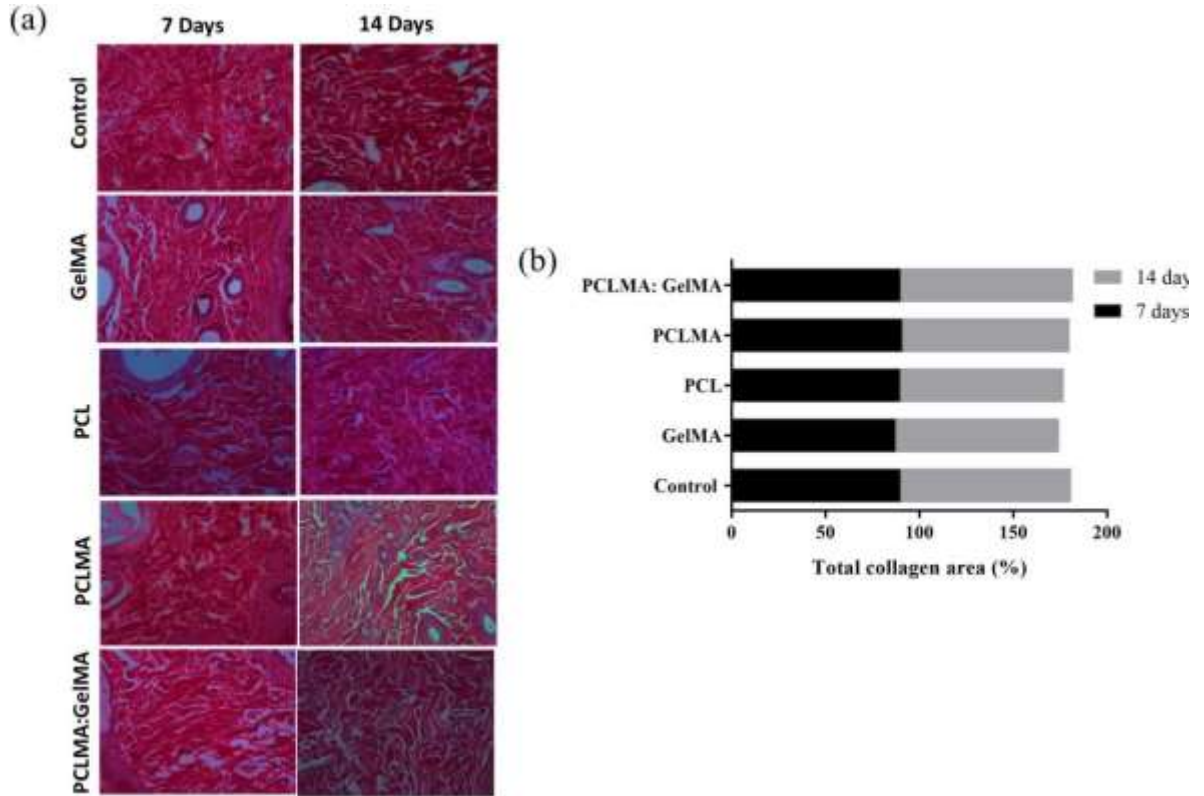 (a)
7 Days
14 Days
Control
GelMA
PCL
PCLMA
PCLMA:GelMA
(b)
PCLMA: GelMA
PCLMA
PCL
GelMA
Control
0
50
100
150
200
Total collagen area (%)
14 day
7 days